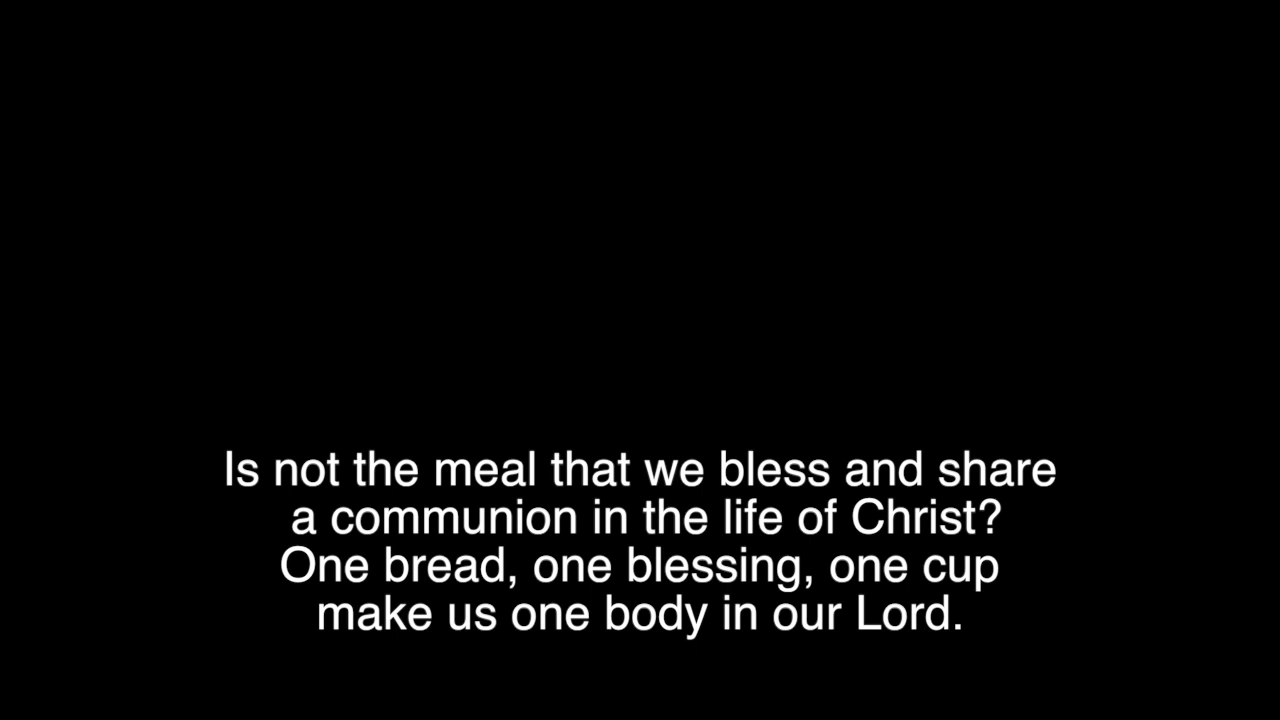 Is not the meal that we bless and share
a communion in the life of Christ?
One bread, one blessing, one cup
make us one body in our Lord.